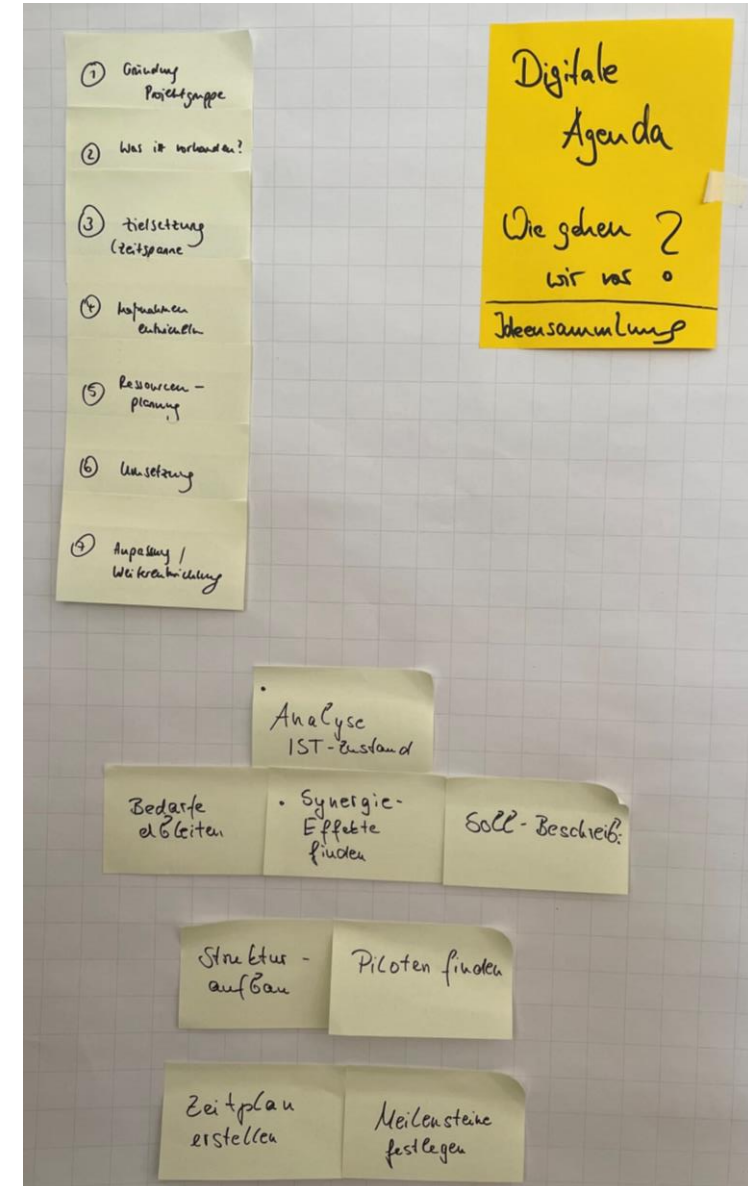 ① Gründung
Projektgruppe
② Was ist vorhanden?
③ Zielsetzung
(Zeitspanne
④ Maßnahmen
entwickeln
⑤ Ressourcen-
planung
⑥ Umsetzung
⑦ Anpassung /
Weiterentwicklung
Digitale
Agenda
Wie gehen
wir vor ?
Ideensammlung
• Analyse
IST-Zustand
Bedarfe
ableiten
• Synergie-
Effekte
finden
Soll-Beschreib.
Struktur-
aufbau
Piloten finden
Zeitplan
erstellen
Meilensteine
festlegen